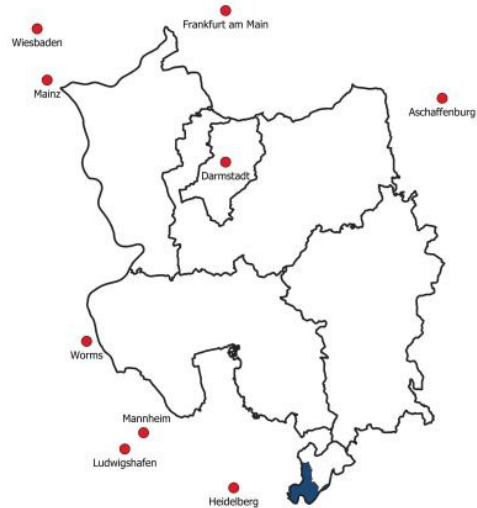 Frankfurt am Main
Wiesbaden
Mainz
Aschaffenburg
Darmstadt
Worms
Mannheim
Ludwigshafen
Heidelberg